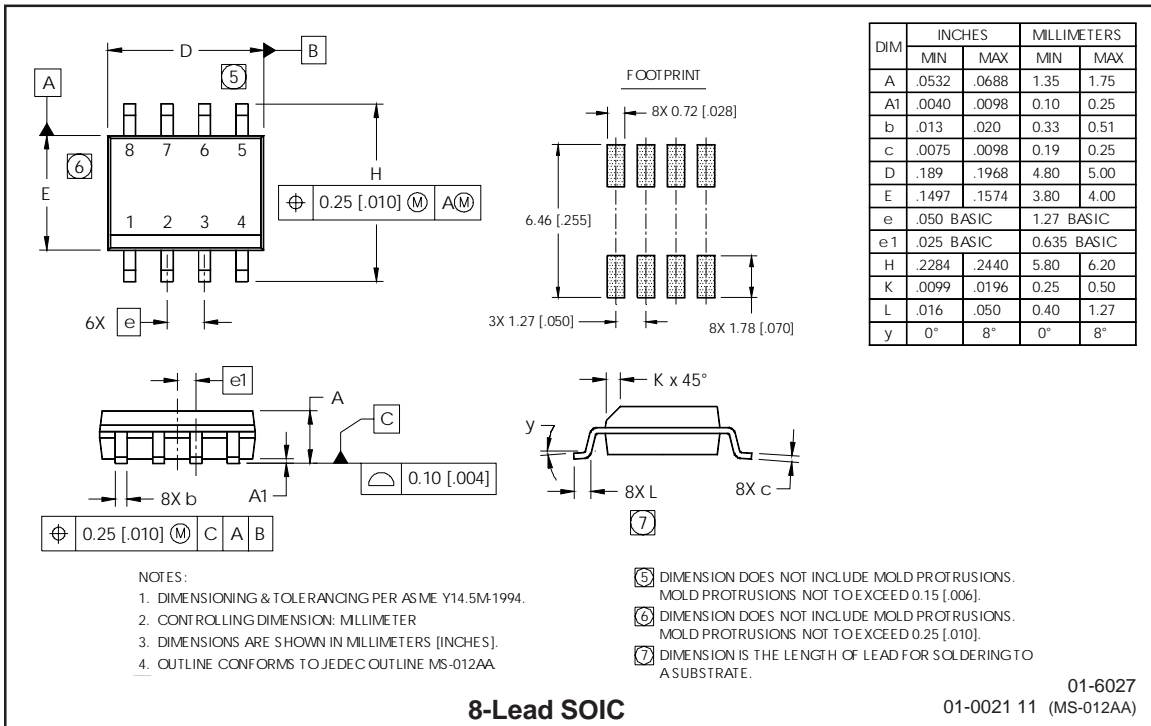 D
B
5
A
8 7 6 5
6
E
H
0.25 [.010] M A M
1 2 3 4
6X e
FOOTPRINT
8X 0.72 [.028]
6.46 [.255]
3X 1.27 [.050]
8X 1.78 [.070]
DIM INCHES MILLIMETERS
MIN MAX MIN MAX
A .0532 .0688 1.35 1.75
A1 .0040 .0098 0.10 0.25
b .013 .020 0.33 0.51
c .0075 .0098 0.19 0.25
D .189 .1968 4.80 5.00
E .1497 .1574 3.80 4.00
e .050 BASIC 1.27 BASIC
e1 .025 BASIC 0.635 BASIC
H .2284 .2440 5.80 6.20
K .0099 .0196 0.25 0.50
L .016 .050 0.40 1.27
y 0° 8° 0° 8°
e1
A
C
0.10 [.004]
8X b
A1
0.25 [.010] M C A B
K x 45°
y
8X L
8X c
7
NOTES:
1. DIMENSIONING & TOLERANCING PER ASME Y14.5M-1994.
2. CONTROLLING DIMENSION: MILLIMETER
3. DIMENSIONS ARE SHOWN IN MILLIMETERS [INCHES].
4. OUTLINE CONFORMS TO JEDEC OUTLINE MS-012AA.
5 DIMENSION DOES NOT INCLUDE MOLD PROTRUSIONS.
MOLD PROTRUSIONS NOT TO EXCEED 0.15 [.006].
6 DIMENSION DOES NOT INCLUDE MOLD PROTRUSIONS.
MOLD PROTRUSIONS NOT TO EXCEED 0.25 [.010].
7 DIMENSION IS THE LENGTH OF LEAD FOR SOLDERING TO
A SUBSTRATE.
8-Lead SOIC
01-6027
01-0021 11 (MS-012AA)